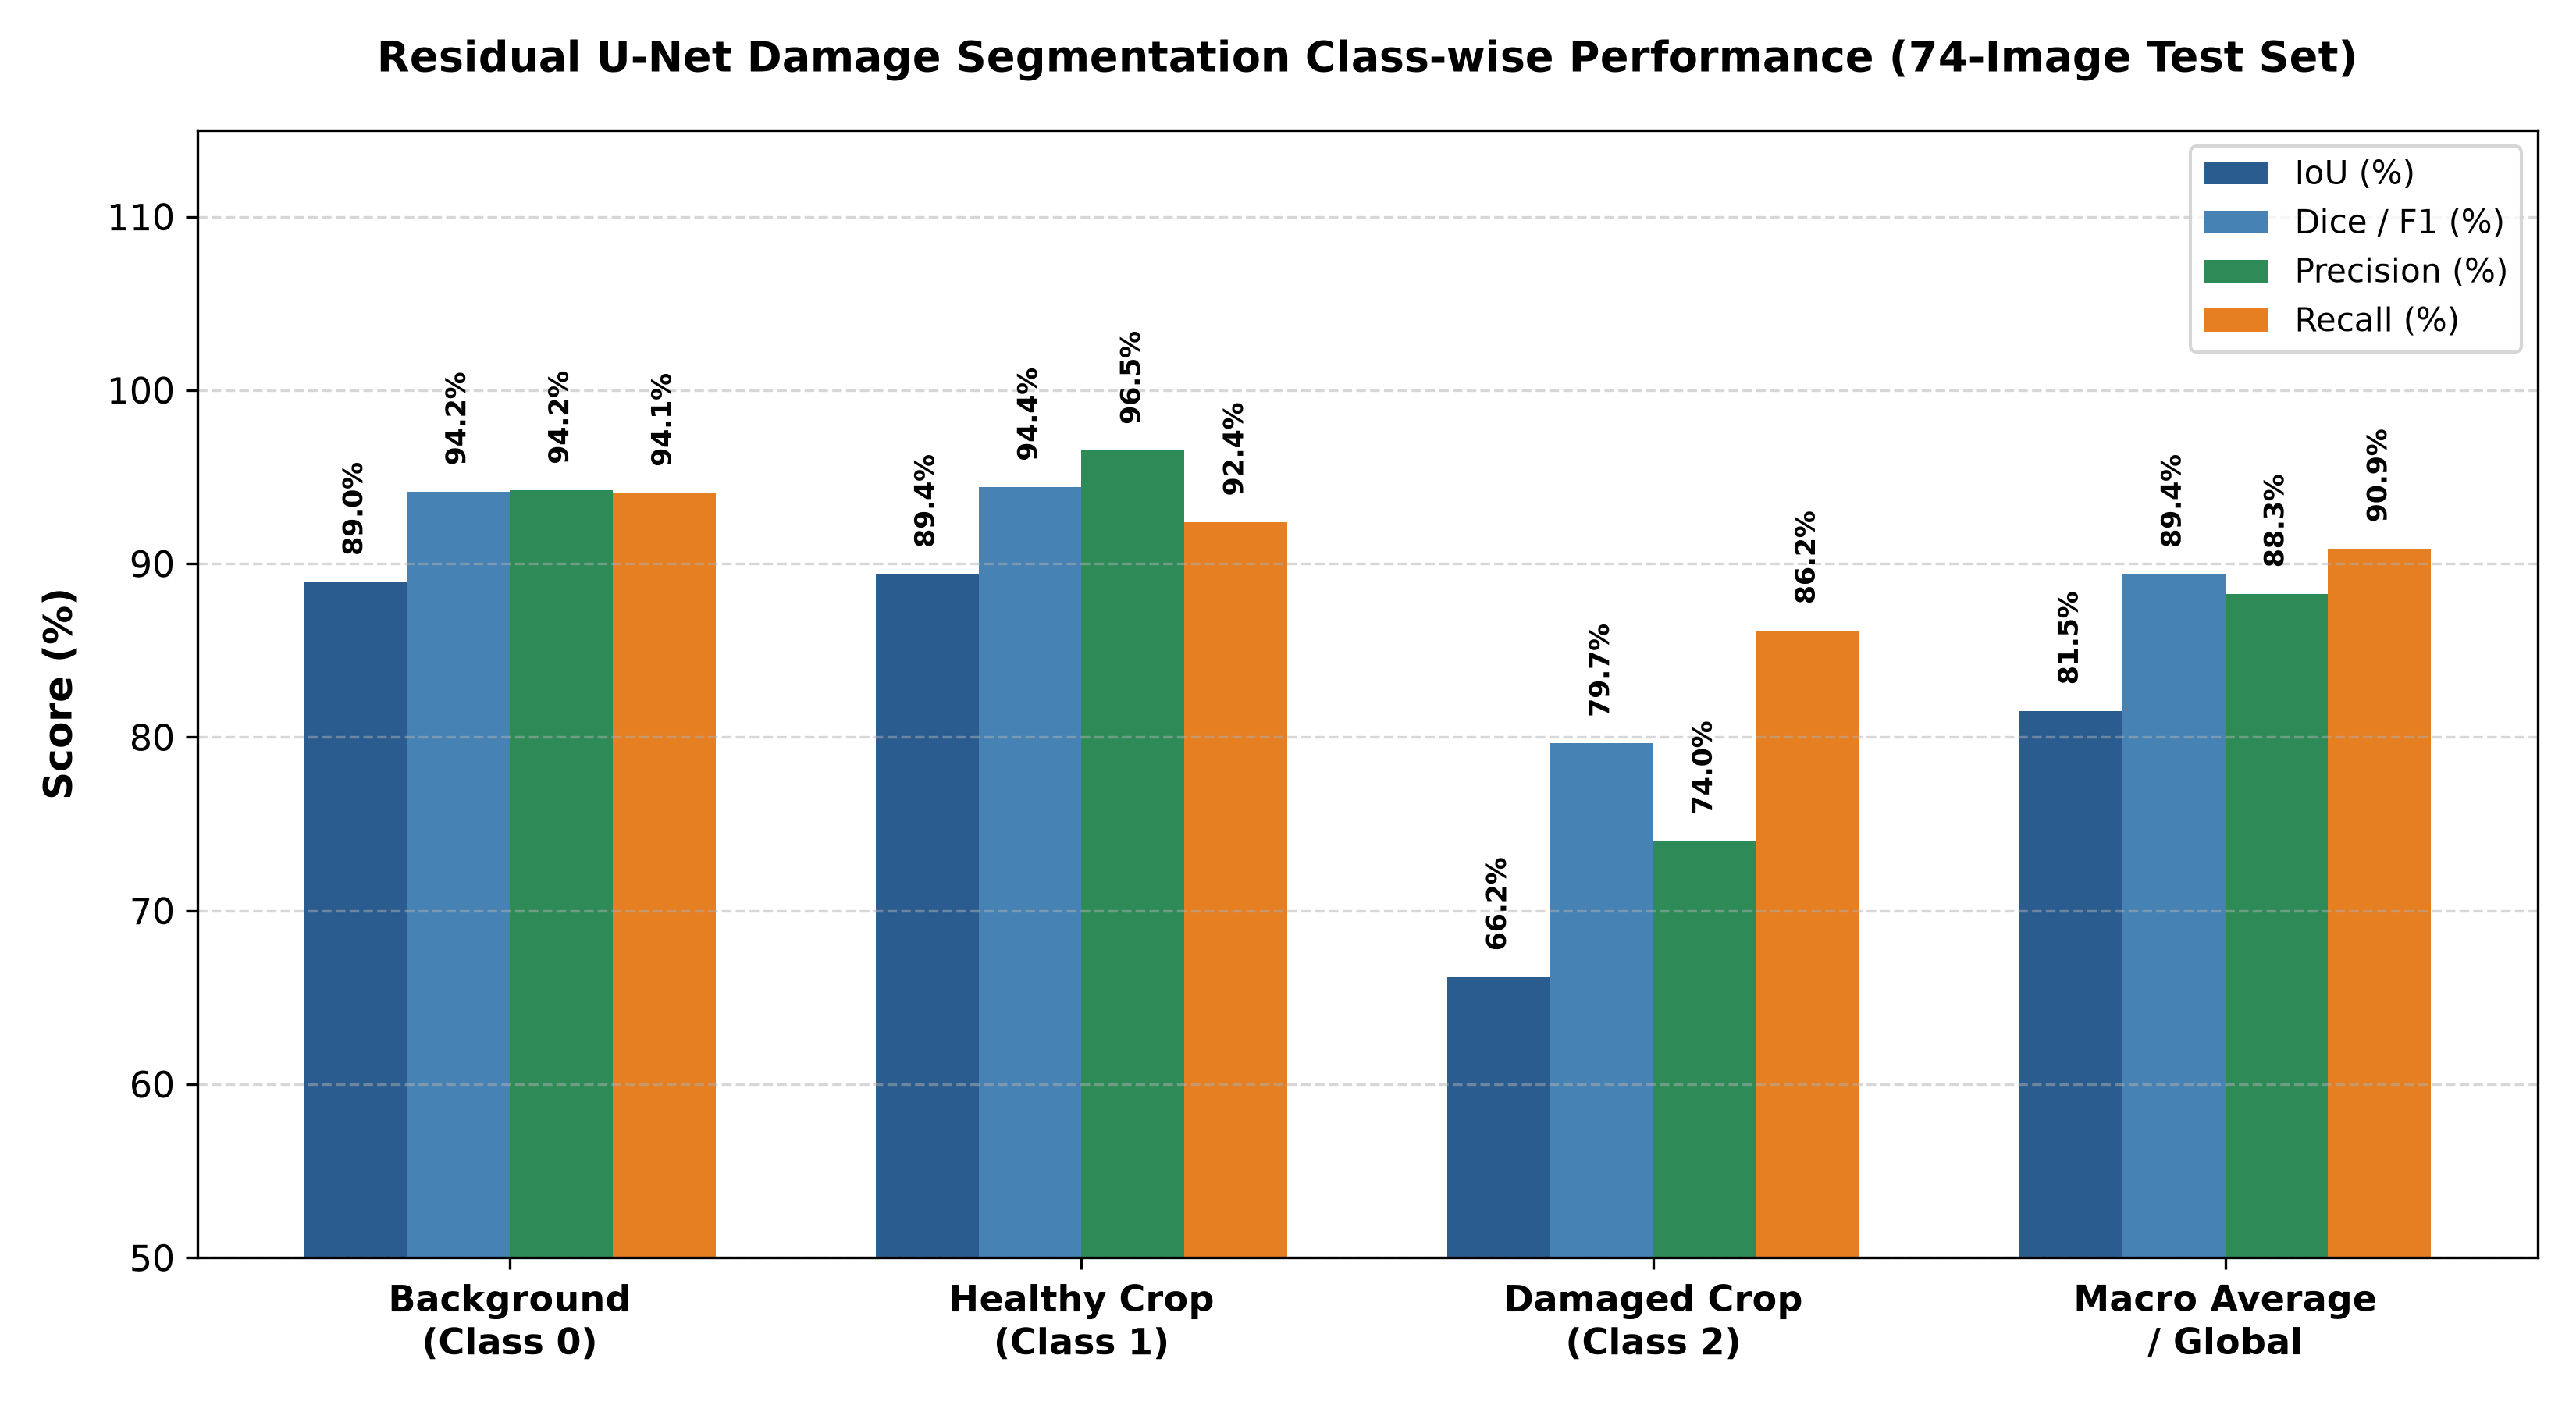 Residual U-Net Damage Segmentation Class-wise Performance (74-Image Test Set)
IoU (%)
Dice / F1 (%)
Precision (%)
Recall (%)
Score (%)
110
100
90
80
70
60
50
89.0%
94.2%
94.2%
94.1%
89.4%
94.4%
96.5%
92.4%
66.2%
79.7%
74.0%
86.2%
81.5%
89.4%
88.3%
90.9%
Background
(Class 0)
Healthy Crop
(Class 1)
Damaged Crop
(Class 2)
Macro Average
/ Global